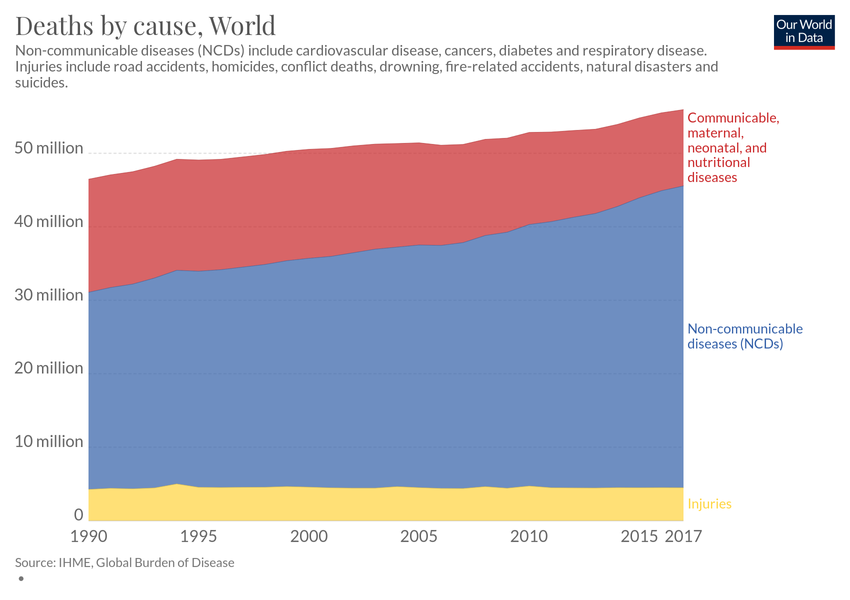 Deaths by cause, World
Our World
in Data
Non-communicable diseases (NCDs) include cardiovascular disease, cancers, diabetes and respiratory disease.
Injuries include road accidents, homicides, conflict deaths, drowning, fire-related accidents, natural disasters and
suicides.
50 million
40 million
30 million
20 million
10 million
0
Communicable,
maternal,
neonatal, and
nutritional
diseases
Non-communicable
diseases (NCDs)
Injuries
1990 1995 2000 2005 2010 2015 2017
Source: IHME, Global Burden of Disease
•